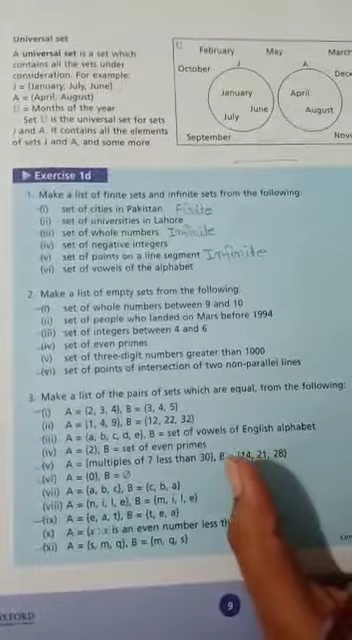 Universal set
A universal set is a set which
contains all the sets under
consideration. For example:
J = {January, July, June}
A = {April, August}
U = Months of the year
Set U is the universal set for sets
J and A. It contains all the elements
of sets J and A, and some more.
U
February May March
October J A Dec
January April
June August
July
September Nov
Exercise 1d
1. Make a list of finite sets and infinite sets from the following:
(i) set of cities in Pakistan Finite
(ii) set of universities in Lahore
(iii) set of whole numbers Infinite
(iv) set of negative integers
(v) set of points on a line segment Infinite
(vi) set of vowels of the alphabet
2. Make a list of empty sets from the following:
(i) set of whole numbers between 9 and 10
(ii) set of people who landed on Mars before 1994
(iii) set of integers between 4 and 6
(iv) set of even primes
(v) set of three-digit numbers greater than 1000
(vi) set of points of intersection of two non-parallel lines
3. Make a list of the pairs of sets which are equal, from the following:
(i) A = {2, 3, 4}, B = {3, 4, 5}
(ii) A = {1, 4, 9}, B = {12, 22, 32}
(iii) A = {a, b, c, d, e}, B = set of vowels of English alphabet
(iv) A = {2}, B = set of even primes
(v) A = {multiples of 7 less than 30}, B = {14, 21, 28}
(vi) A = {0}, B = ∅
(vii) A = {a, b, c}, B = {c, b, a}
(viii) A = {n, i, l, e}, B = {m, i, l, e}
(ix) A = {e, a, t}, B = {t, e, a}
(x) A = {x : x is an even number less th
(xi) A = {s, m, q}, B = {m, q, s}
OXFORD
9